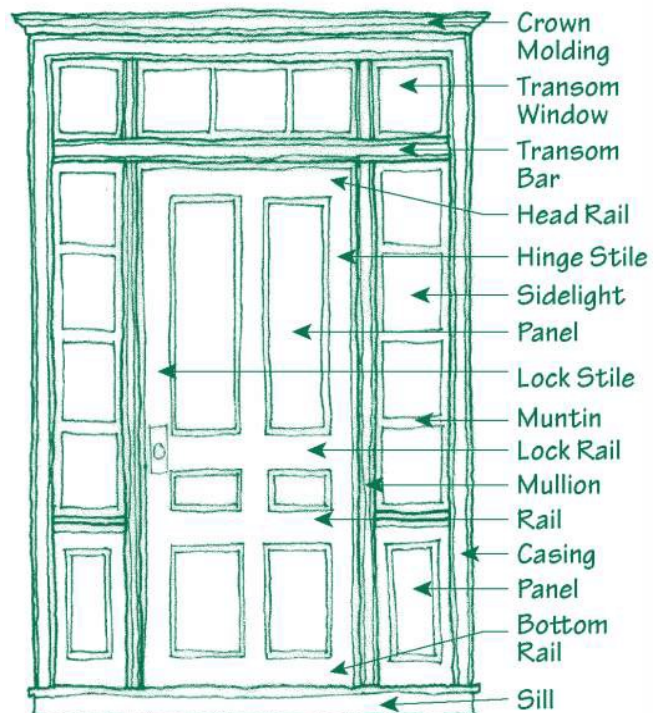 Crown
Molding
Transom
Window
Transom
Bar
Head Rail
Hinge Stile
Sidelight
Panel
Lock Stile
Muntin
Lock Rail
Mullion
Rail
Casing
Panel
Bottom
Rail
Sill